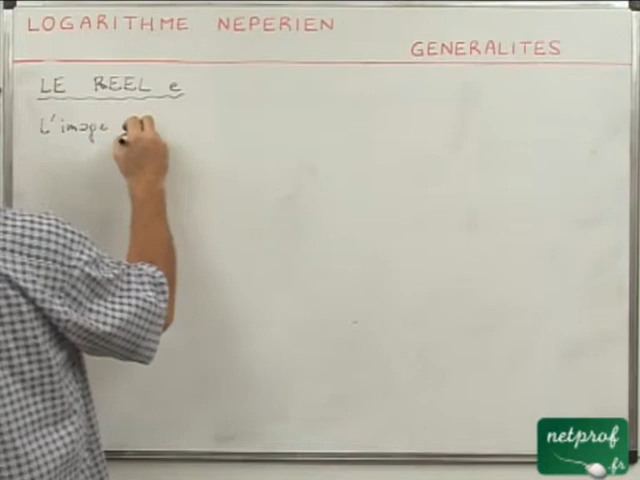 LOGARITHME NEPERIEN
GENERALITES
LE REEL e
L'image
netprof
.fr